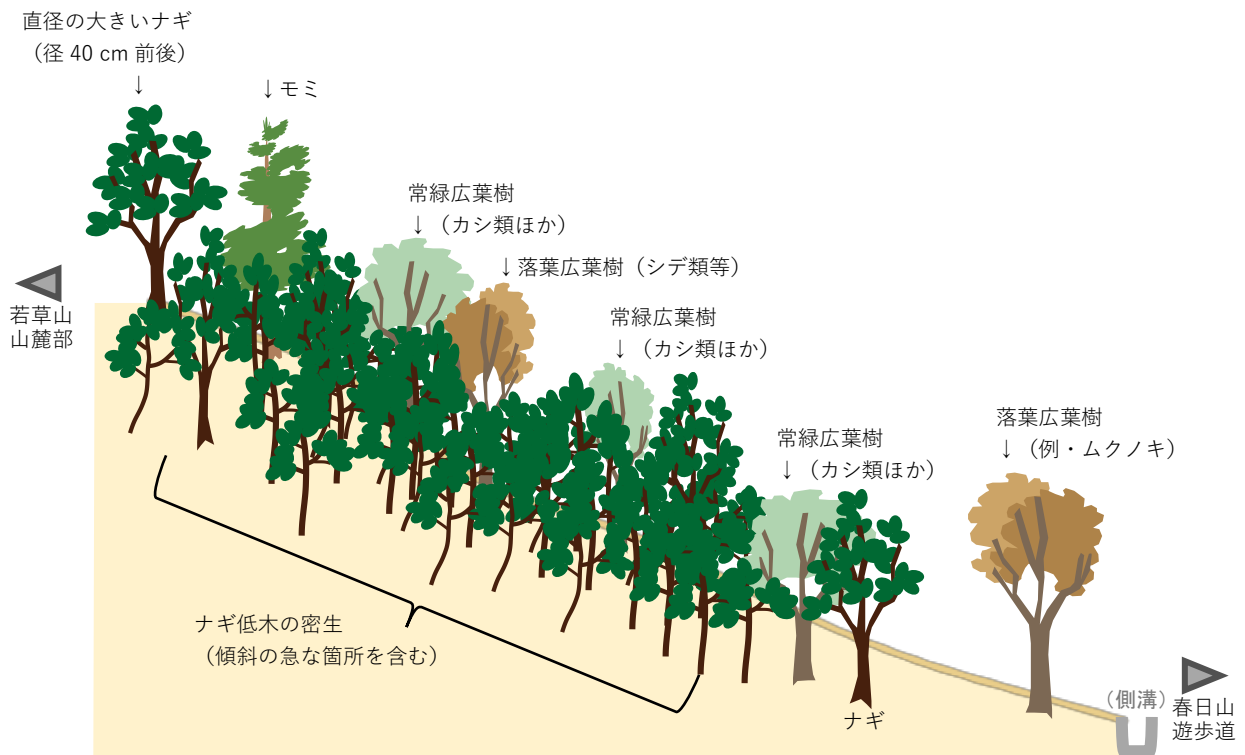 直径の大きいナギ
（径 40 cm 前後）
↓
↓モミ
常緑広葉樹
↓（カシ類ほか）
↓落葉広葉樹（シデ類等）
若草山
山麓部
常緑広葉樹
↓（カシ類ほか）
落葉広葉樹
↓（例・ムクノキ）
常緑広葉樹
↓（カシ類ほか）
ナギ低木の密生
（傾斜の急な箇所を含む）
ナギ
（側溝）
春日山
遊歩道